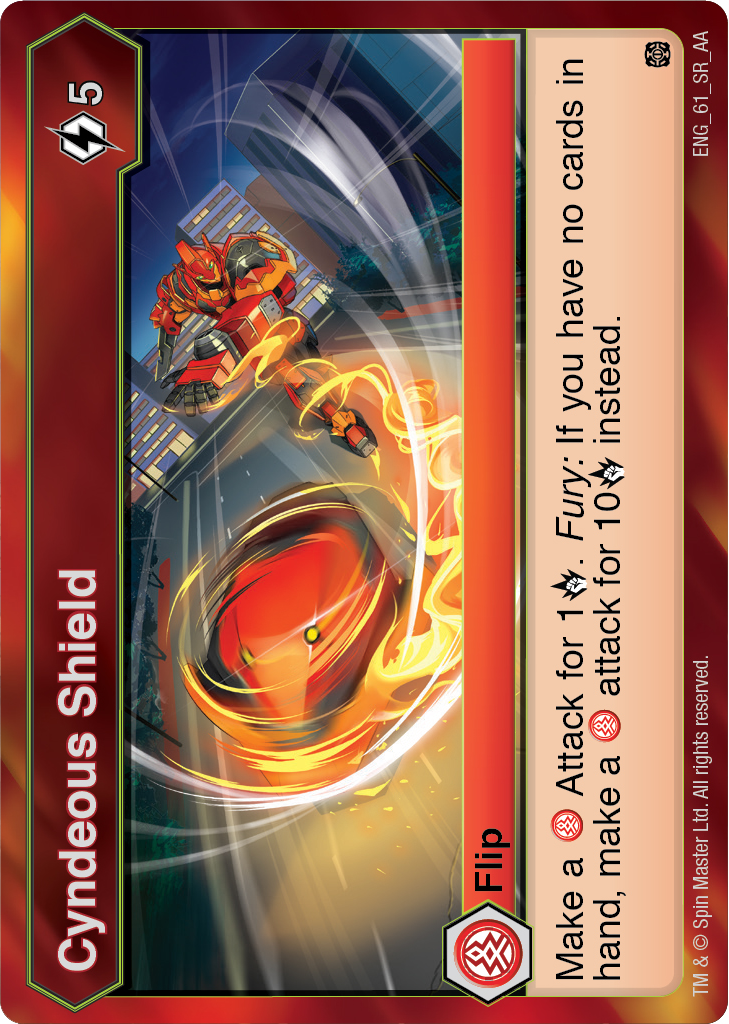 Cyndeous Shield
5
Flip
Make a Attack for 1. Fury: If you have no cards in
hand, make a attack for 10 instead.
TM & © Spin Master Ltd. All rights reserved.
ENG_61_SR_AA